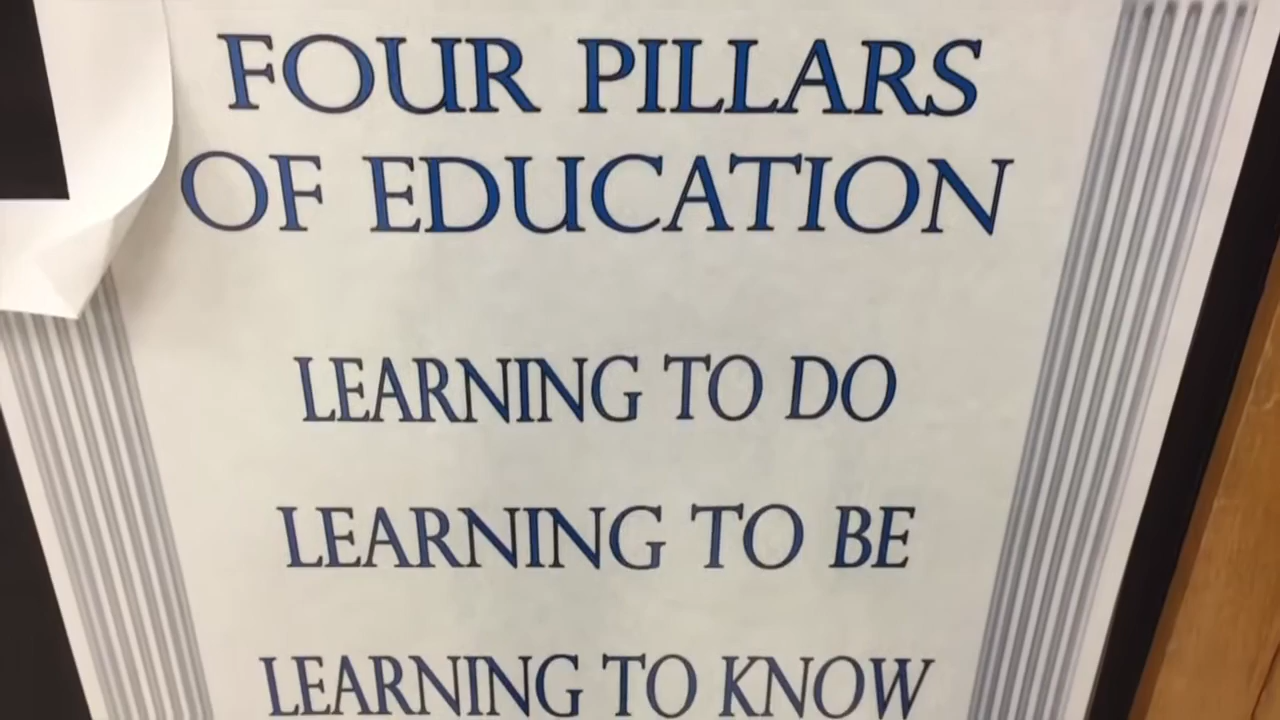 FOUR PILLARS
OF EDUCATION
LEARNING TO DO
LEARNING TO BE
LEARNING TO KNOW